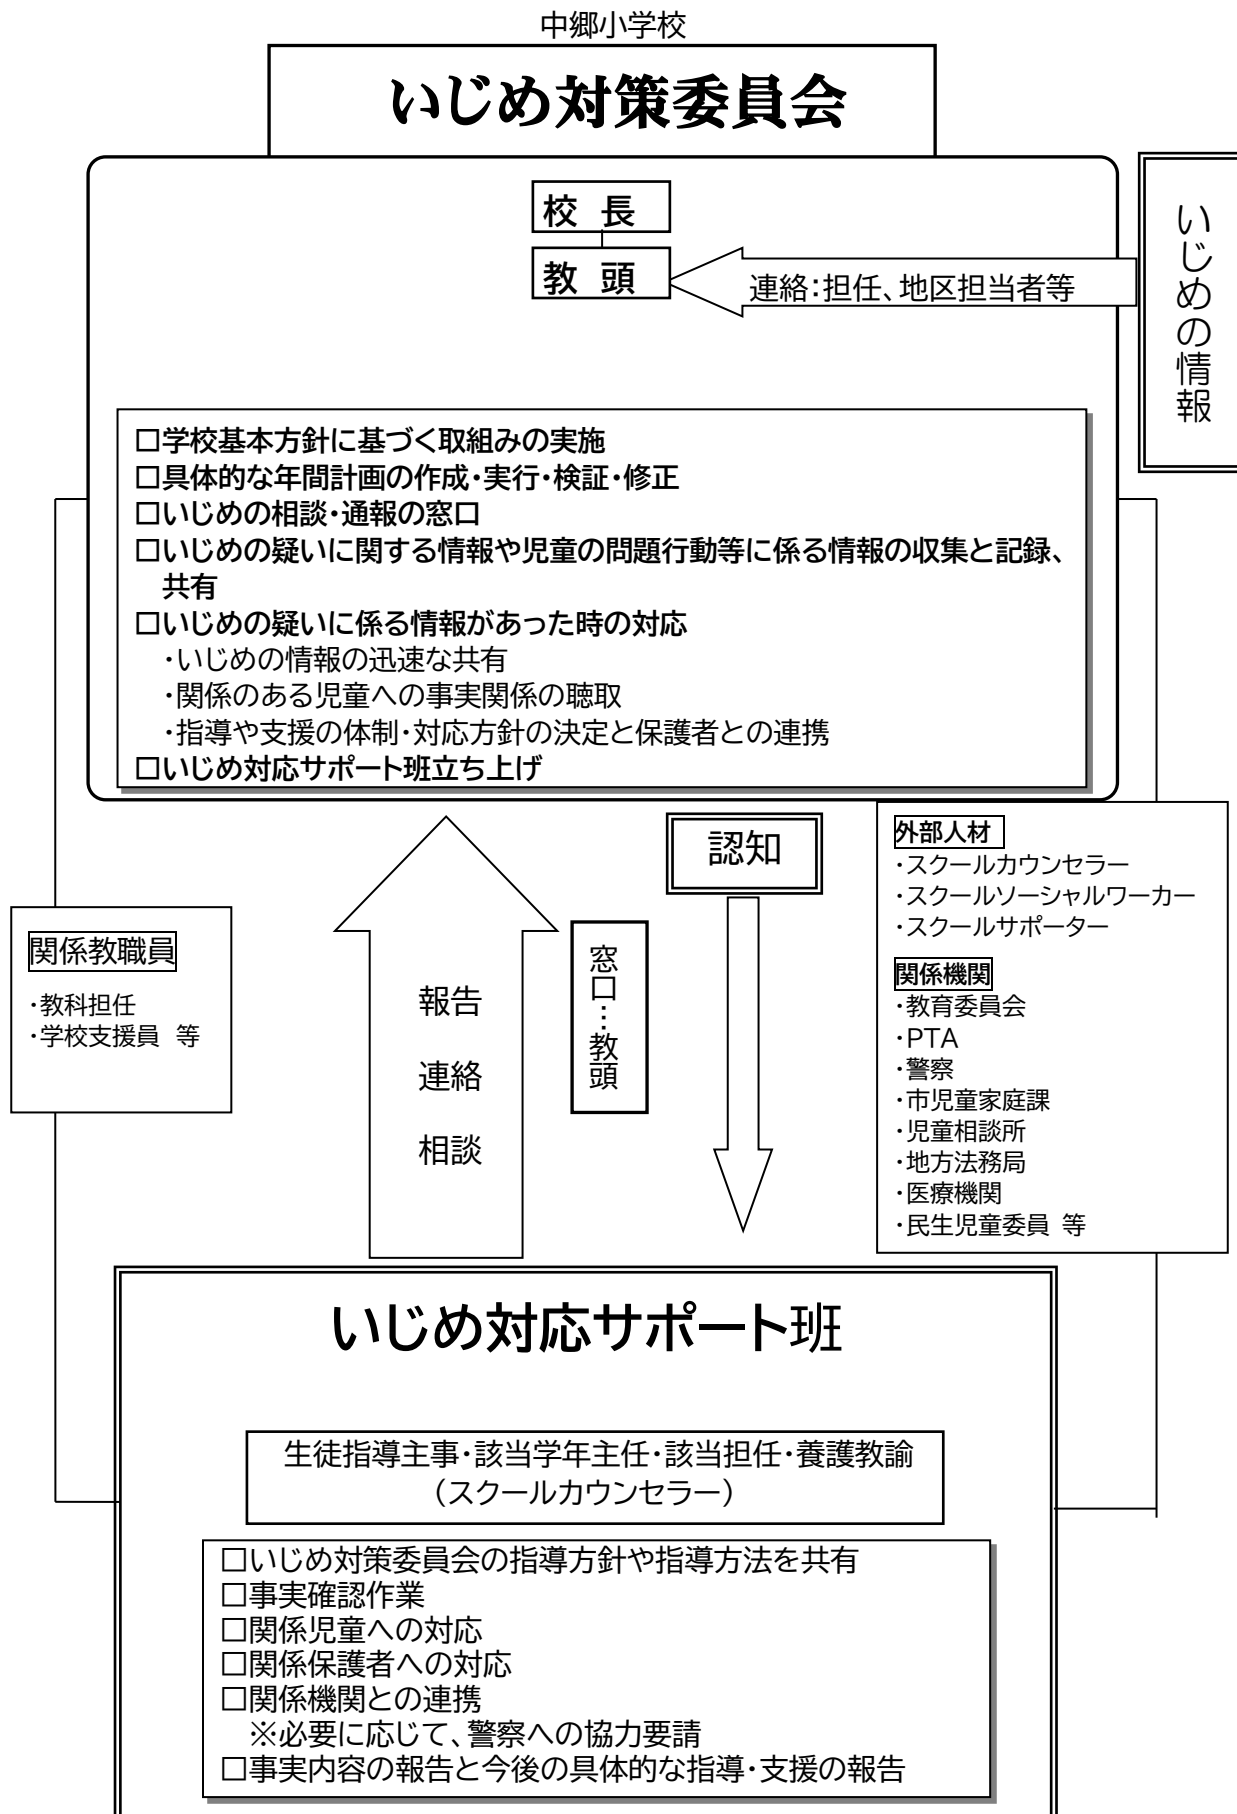 中郷小学校
いじめ対策委員会
校 長
教 頭
連絡：担任、地区担当者等
いじめの情報
□学校基本方針に基づく取組みの実施
□具体的な年間計画の作成・実行・検証・修正
□いじめの相談・通報の窓口
□いじめの疑いに関する情報や児童の問題行動等に係る情報の収集と記録、
共有
□いじめの疑いに係る情報があった時の対応
・いじめの情報の迅速な共有
・関係のある児童への事実関係の聴取
・指導や支援の体制・対応方針の決定と保護者との連携
□いじめ対応サポート班立ち上げ
認知
外部人材
・スクールカウンセラー
・スクールソーシャルワーカー
・スクールサポーター
関係機関
・教育委員会
・PTA
・警察
・市児童家庭課
・児童相談所
・地方法務局
・医療機関
・民生児童委員 等
関係教職員
・教科担任
・学校支援員 等
報告
連絡
相談
窓口…教頭
いじめ対応サポート班
生徒指導主事・該当学年主任・該当担任・養護教諭
（スクールカウンセラー）
□いじめ対策委員会の指導方針や指導方法を共有
□事実確認作業
□関係児童への対応
□関係保護者への対応
□関係機関との連携
※必要に応じて、警察への協力要請
□事実内容の報告と今後の具体的な指導・支援の報告